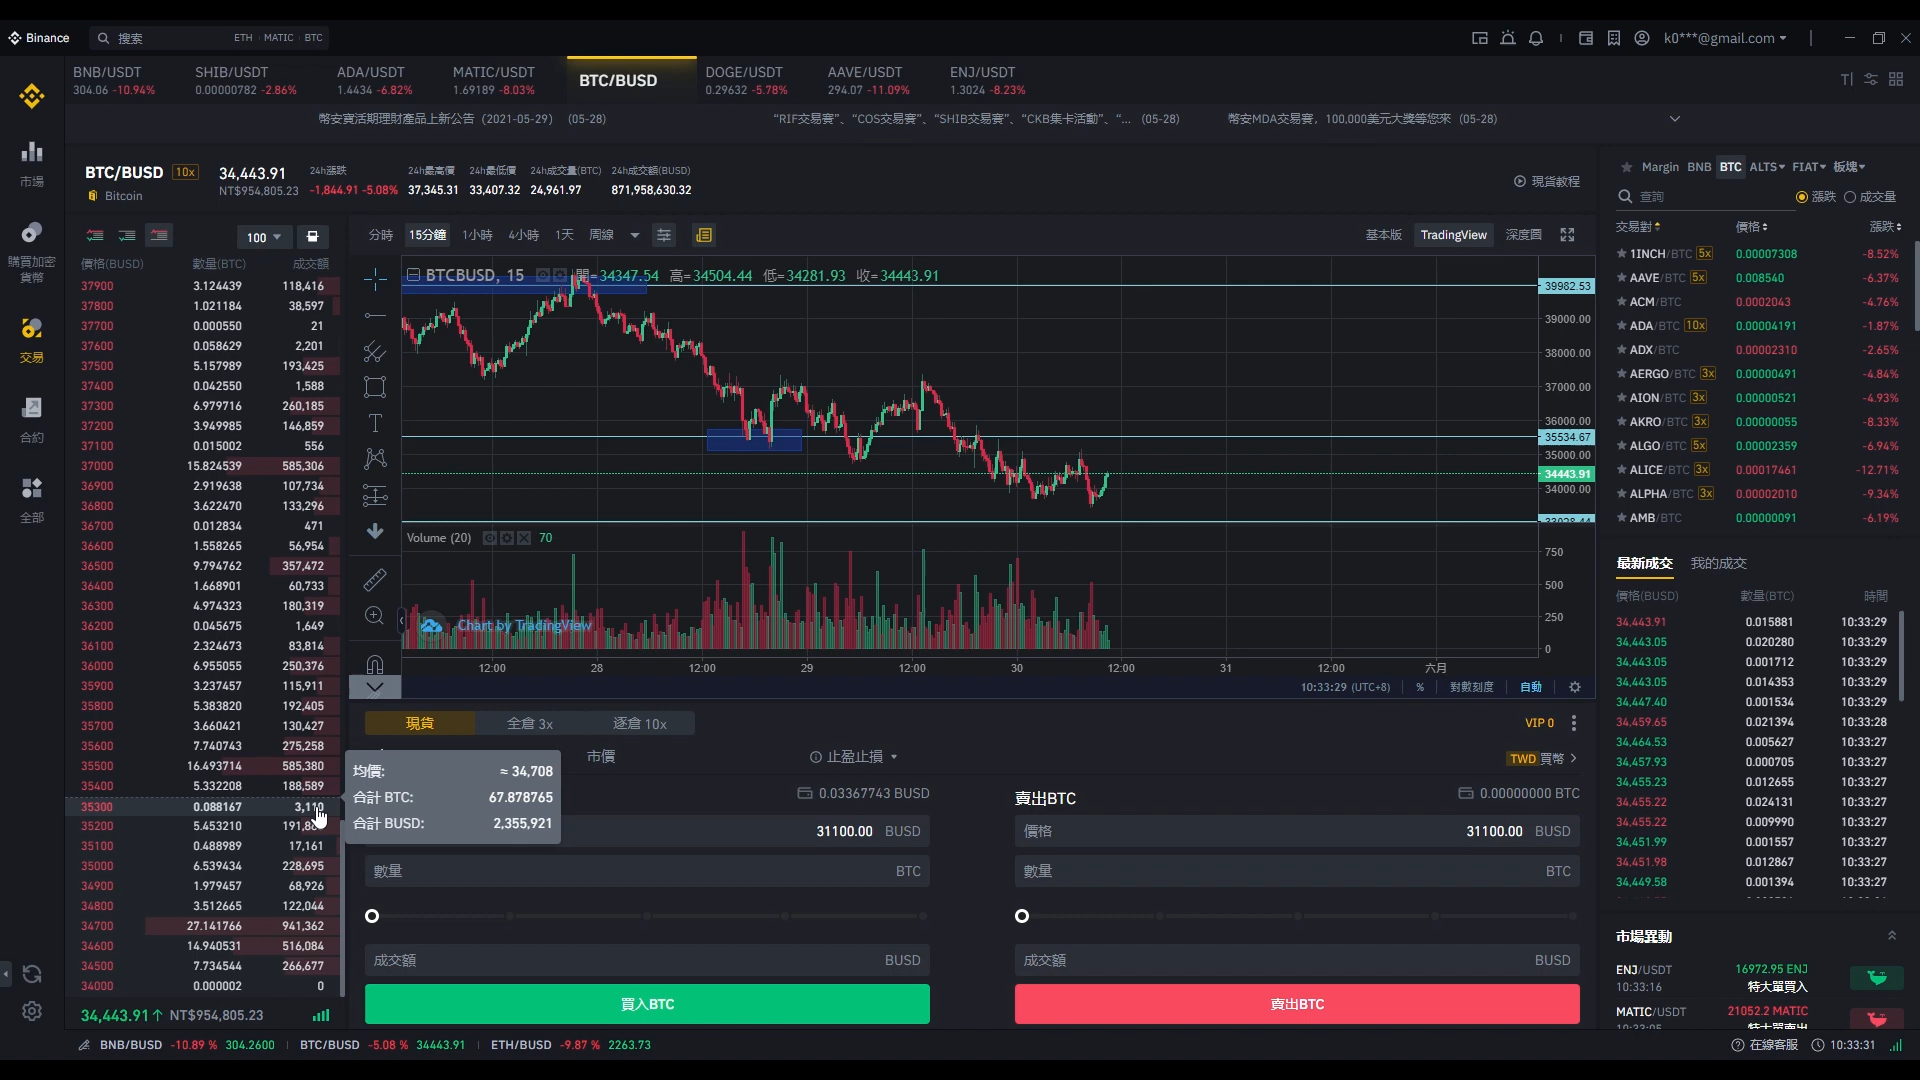 Binance
搜索 ETH MATIC BTC
k0***@gmail.com
BNB/USDT SHIB/USDT ADA/USDT MATIC/USDT BTC/BUSD DOGE/USDT AAVE/USDT ENJ/USDT
304.06 -10.94% 0.00000782 -2.86% 1.4434 -6.82% 1.69189 -8.03% 0.29632 -5.78% 294.07 -11.09% 1.3024 -8.23%
幣安寶活期理財產品上新公告 (2021-05-29) (05-28) “RIF交易賽”、“COS交易賽”、“SHIB交易賽”、“CKB集卡活動”、“... (05-28) 幣安MDA交易賽，100,000美元大獎等您來 (05-28)
市場
購買加密
貨幣
交易
合約
全部
BTC/BUSD 10x
Bitcoin
34,443.91
NT$954,805.23
24h漲跌 24h最高價 24h最低價 24h成交量(BTC) 24h成交額(BUSD)
-1,844.91 -5.08% 37,345.31 33,407.32 24,961.97 871,958,630.32
現貨教程
100
價格(BUSD) 數量(BTC) 成交額
37900 3.124439 118,416
37800 1.021184 38,597
37700 0.000550 21
37600 0.058629 2,201
37500 5.157989 193,425
37400 0.042550 1,588
37300 6.979716 260,185
37200 3.949985 146,859
37100 0.015002 556
37000 15.824539 585,306
36900 2.919638 107,734
36800 3.622470 133,296
36700 0.012834 471
36600 1.558265 56,954
36500 9.794762 357,472
36400 1.668901 60,733
36300 4.974323 180,319
36200 0.045675 1,649
36100 2.324673 83,814
36000 6.955055 250,376
35900 3.237457 115,911
35800 5.383820 192,405
35700 3.660421 130,427
35600 7.740743 275,258
35500 16.493714 585,380
35400 5.332208 188,589
35300 0.088167 3,110
35200 5.453210
35100 0.488989 17,161
35000 6.539434 228,695
34900 1.979457 68,926
34800 3.512665 122,044
34700 27.141766 941,362
34600 14.940531 516,084
34500 7.734544 266,677
34000 0.000002 0
34,443.91↑ NT$954,805.23
分時 15分鐘 1小時 4小時 1天 周線
基本版 TradingView 深度圖
BTCBUSD, 15 開=34347.54 高=34504.44 低=34281.93 收=34443.91
39982.53
39000.00
38000.00
37000.00
36000.00
35534.67
35000.00
34443.91
34000.00
Volume (20) 70
750
500
250
0
Chart by TradingView
12:00 28 12:00 29 12:00 30 12:00 31 12:00 六月
10:33:29 (UTC+8) % 對數刻度 自動
現貨 全倉 3x 逐倉 10x
VIP 0
市價 止盈止損
TWD 買幣
均價: ≈ 34,708
合計 BTC: 67.878765
合計 BUSD: 2,355,921
0.03367743 BUSD
31100.00 BUSD
數量 BTC
成交額 BUSD
買入BTC
賣出BTC 0.00000000 BTC
價格 31100.00 BUSD
數量 BTC
成交額 BUSD
賣出BTC
Margin BNB BTC ALTS FIAT 板塊
查詢 漲跌 成交量
交易對 價格 漲跌
1INCH/BTC 5x 0.00007308 -8.52%
AAVE/BTC 5x 0.008540 -6.37%
ACM/BTC 0.0002043 -4.76%
ADA/BTC 10x 0.00004191 -1.87%
ADX/BTC 0.00002310 -2.65%
AERGO/BTC 3x 0.00000491 -4.84%
AION/BTC 3x 0.00000521 -4.93%
AKRO/BTC 3x 0.00000055 -8.33%
ALGO/BTC 5x 0.00002359 -6.94%
ALICE/BTC 3x 0.00017461 -12.71%
ALPHA/BTC 3x 0.00002010 -9.34%
AMB/BTC 0.00000091 -6.19%
最新成交 我的成交
價格(BUSD) 數量(BTC) 時間
34,443.91 0.015881 10:33:29
34,443.05 0.020280 10:33:29
34,443.05 0.001712 10:33:29
34,443.05 0.014353 10:33:29
34,447.40 0.001534 10:33:29
34,459.65 0.021394 10:33:28
34,464.53 0.005627 10:33:27
34,457.93 0.000705 10:33:27
34,455.23 0.012655 10:33:27
34,455.22 0.024131 10:33:27
34,455.22 0.009990 10:33:27
34,451.99 0.001557 10:33:27
34,451.98 0.012867 10:33:27
34,449.58 0.001394 10:33:27
市場異動
ENJ/USDT 16972.95 ENJ
10:33:16 特大單買入
MATIC/USDT 21052.2 MATIC
10:33:05 特大單賣出
BNB/BUSD -10.89 % 304.2600 BTC/BUSD -5.08 % 34443.91 ETH/BUSD -9.87 % 2263.73
在線客服 10:33:31